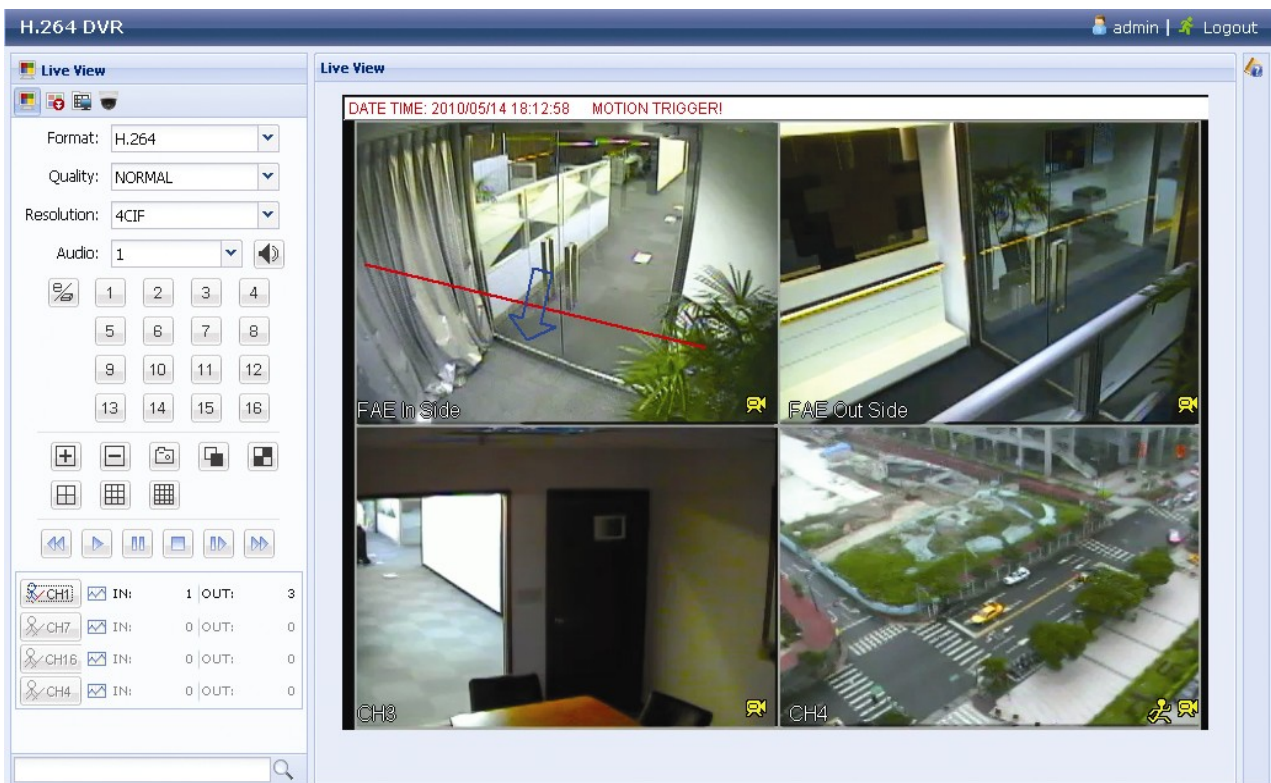 H.264 DVR
admin | Logout
Live View
Format: H.264
Quality: NORMAL
Resolution: 4CIF
Audio: 1
1 2 3 4
5 6 7 8
9 10 11 12
13 14 15 16
CH1 IN: 1 OUT: 3
CH7 IN: 0 OUT: 0
CH16 IN: 0 OUT: 0
CH4 IN: 0 OUT: 0
Live View
DATE TIME: 2010/05/14 18:12:58 MOTION TRIGGER!
FAE In Side
FAE Out Side
CH3
CH4